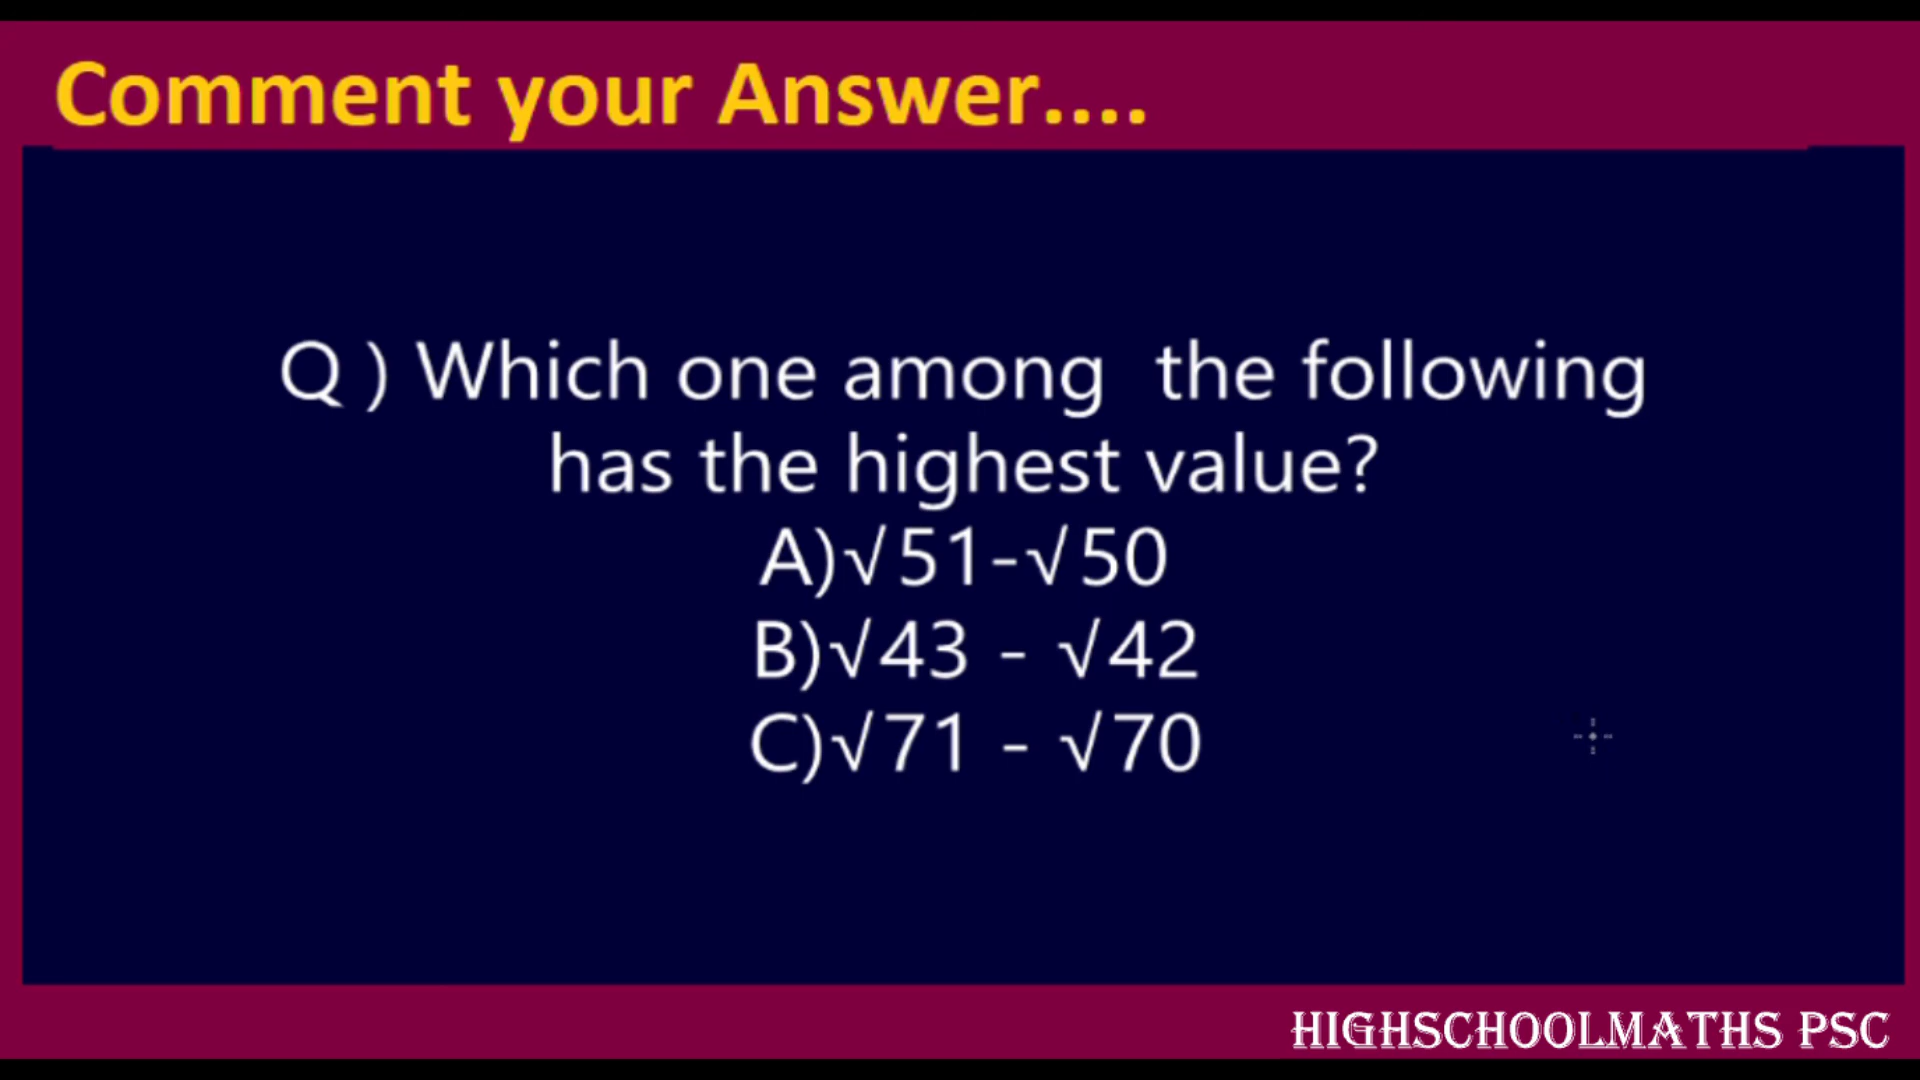 Comment your Answer....
Q ) Which one among  the following
has the highest value?
A)√51-√50
B)√43 - √42
C)√71 - √70
HIGHSCHOOLMATHS PSC